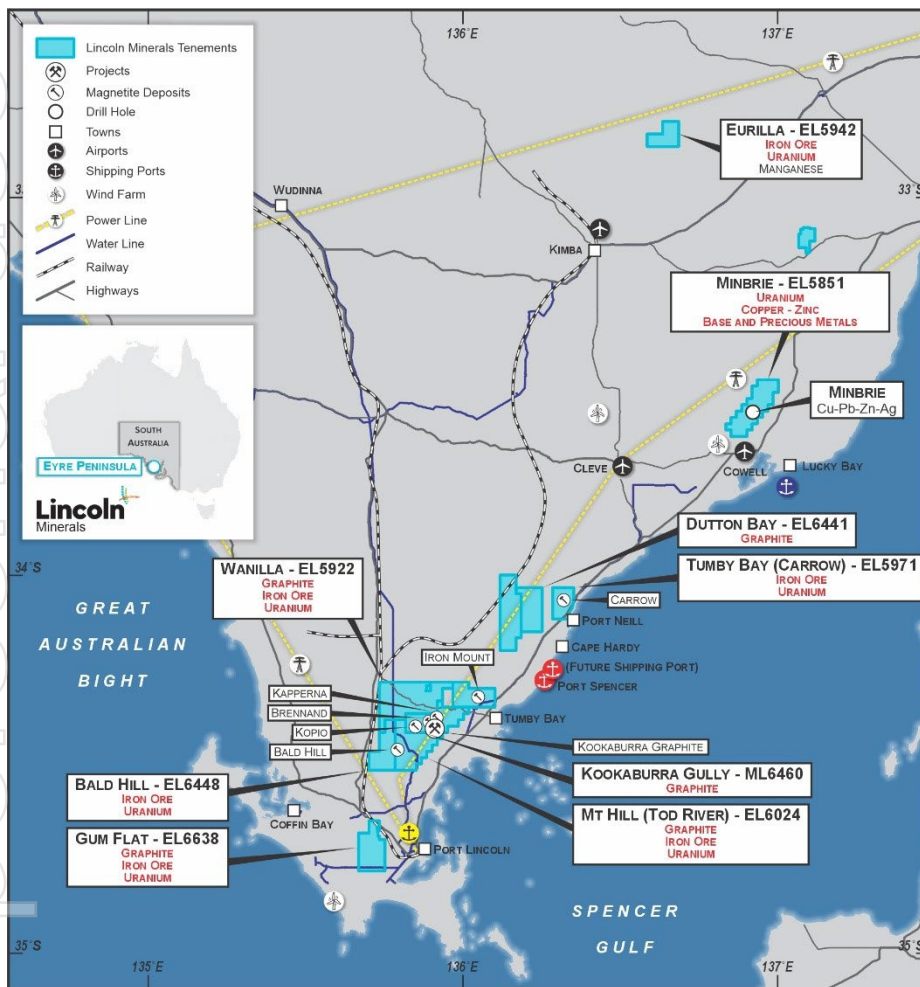 136°E
137°E
Lincoln Minerals Tenements
Projects
Magnetite Deposits
Drill Hole
Towns
Airports
Shipping Ports
Wind Farm
Power Line
Water Line
Railway
Highways
SOUTH
AUSTRALIA
EYRE PENINSULA
Lincoln
Minerals
EURILLA - EL5942
IRON ORE
URANIUM
MANGANESE
33°S
WUDINNA
KIMBA
MINBRIE - EL5851
URANIUM
COPPER - ZINC
BASE AND PRECIOUS METALS
MINBRIE
Cu-Pb-Zn-Ag
CLEVE
COWELL
LUCKY BAY
DUTTON BAY - EL6441
GRAPHITE
34°S
WANILLA - EL5922
GRAPHITE
IRON ORE
URANIUM
TUMBY BAY (CARROW) - EL5971
IRON ORE
URANIUM
CARROW
PORT NEILL
GREAT
AUSTRALIAN
BIGHT
CAPE HARDY
IRON MOUNT
(FUTURE SHIPPING PORT)
PORT SPENCER
KAPPERNA
BRENNAND
KOPIO
BALD HILL
TUMBY BAY
KOOKABURRA GRAPHITE
KOOKABURRA GULLY - ML6460
GRAPHITE
BALD HILL - EL6448
IRON ORE
URANIUM
MT HILL (TOD RIVER) - EL6024
GRAPHITE
IRON ORE
URANIUM
COFFIN BAY
GUM FLAT - EL6638
GRAPHITE
IRON ORE
URANIUM
PORT LINCOLN
SPENCER
GULF
35°S
35°S
135°E
136°E
137°E